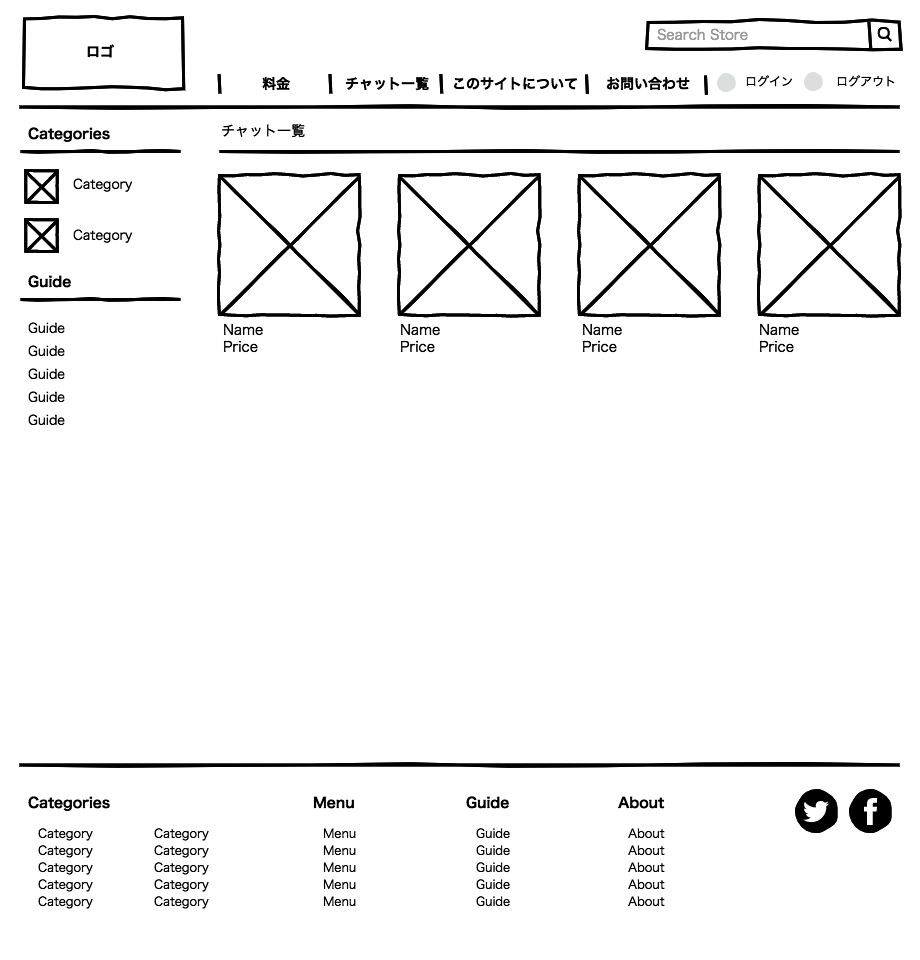 ロゴ
Search Store
料金 チャット一覧 このサイトについて お問い合わせ ログイン ログアウト
Categories
Category
Category
Guide
Guide
Guide
Guide
Guide
Guide
チャット一覧
Name Name Name Name
Price Price Price Price
Categories Menu Guide About
Category Category Menu Guide About
Category Category Menu Guide About
Category Category Menu Guide About
Category Category Menu Guide About
Category Category Menu Guide About